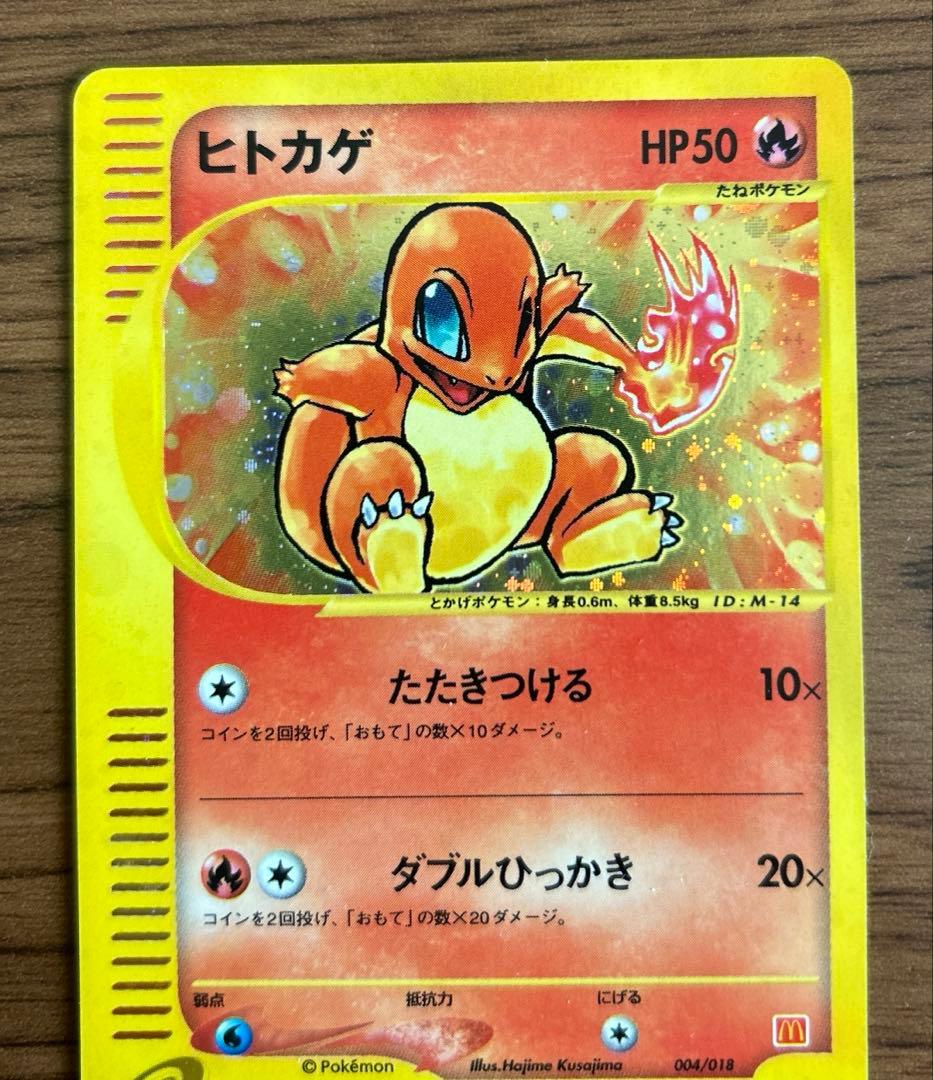 ヒトカゲ HP50
たねポケモン
とかげポケモン：身長0.6m、体重8.5kg ID：M-14
たたきつける 10×
コインを2回投げ、「おもて」の数×10ダメージ。
ダブルひっかき 20×
コインを2回投げ、「おもて」の数×20ダメージ。
弱点 抵抗力 にげる
© Pokémon Illus.Hajime Kusajima 004/018